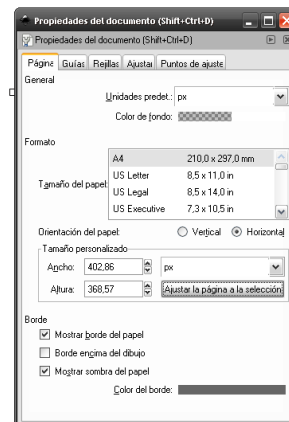 Propiedades del documento (Shift+Ctrl+D)
Propiedades del documento (Shift+Ctrl+D)
Página Guías Rejillas Ajustar Puntos de ajuste
General
Unidades predet.: px
Color de fondo:
Formato
Tamaño del papel:
A4 210,0 x 297,0 mm
US Letter 8,5 x 11,0 in
US Legal 8,5 x 14,0 in
US Executive 7,3 x 10,5 in
Orientación del papel: Vertical Horizontal
Tamaño personalizado
Ancho: 402,86 px
Altura: 368,57 Ajustar la página a la selección
Borde
Mostrar borde del papel
Borde encima del dibujo
Mostrar sombra del papel
Color del borde: